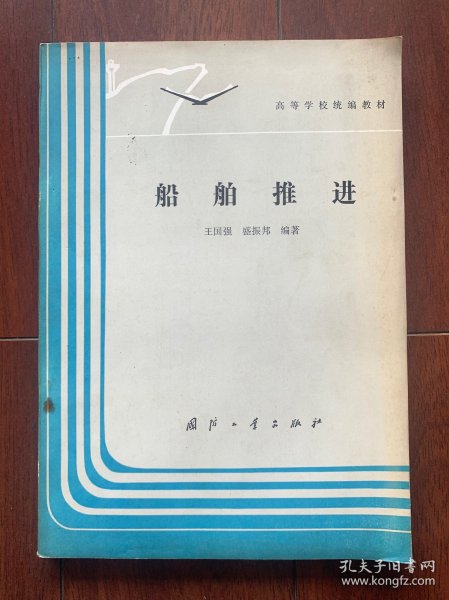 高等学校统编教材
船舶推进
王国强 盛振邦 编著
国防工业出版社
孔夫子旧书网
www.kongfz.com